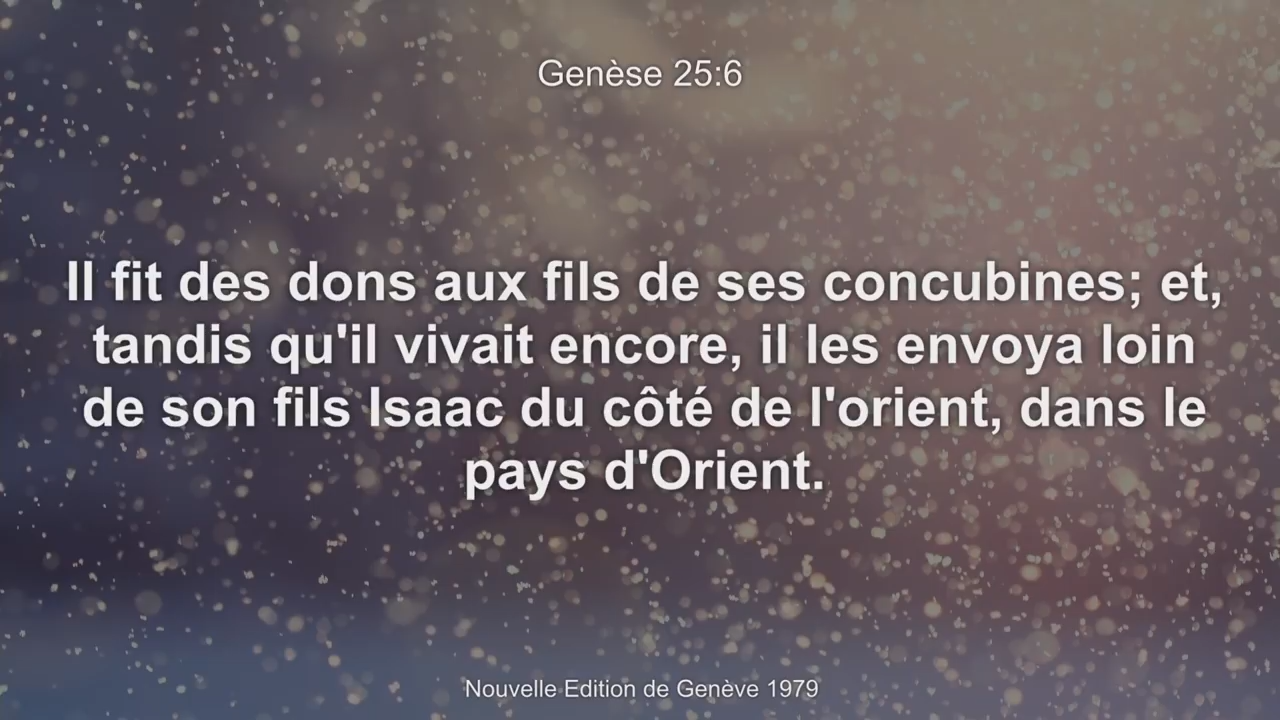 Genèse 25:6
Il fit des dons aux fils de ses concubines; et,
tandis qu'il vivait encore, il les envoya loin
de son fils Isaac du côté de l'orient, dans le
pays d'Orient.
Nouvelle Edition de Genève 1979